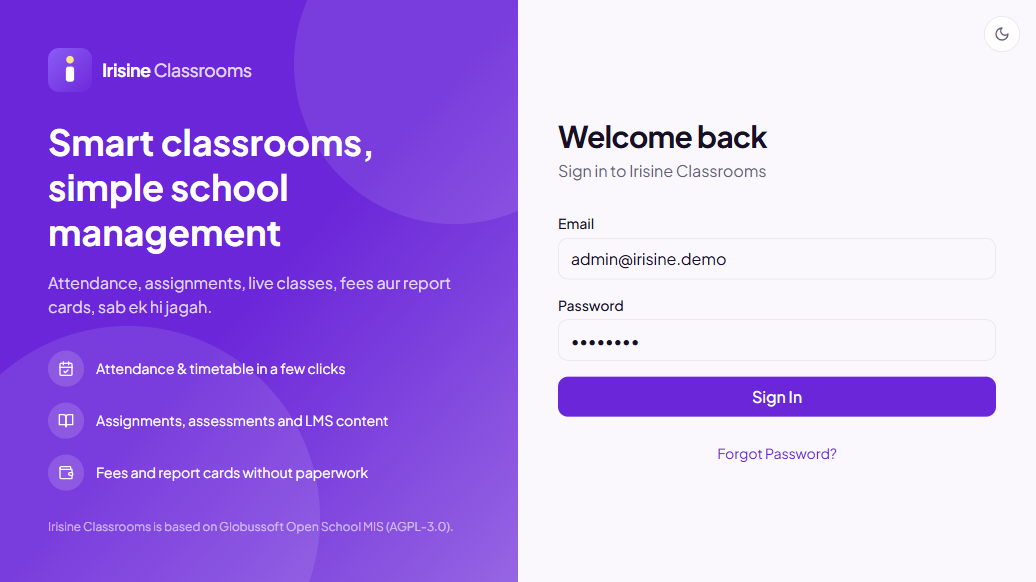 Irisine Classrooms
Smart classrooms,
simple school
management
Attendance, assignments, live classes, fees aur report
cards, sab ek hi jagah.
Attendance & timetable in a few clicks
Assignments, assessments and LMS content
Fees and report cards without paperwork
Irisine Classrooms is based on Globussoft Open School MIS (AGPL-3.0).
Welcome back
Sign in to Irisine Classrooms
Email
admin@irisine.demo
Password
••••••••
Sign In
Forgot Password?